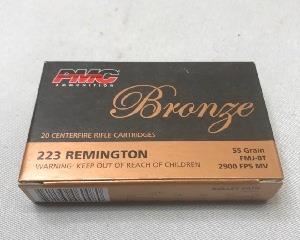 PMC Bronze
AMMUNITION
20 CENTERFIRE RIFLE CARTRIDGES
223 REMINGTON 55 Grain
FMJ-BT
WARNING: KEEP OUT OF REACH OF CHILDREN 2900 FPS MV